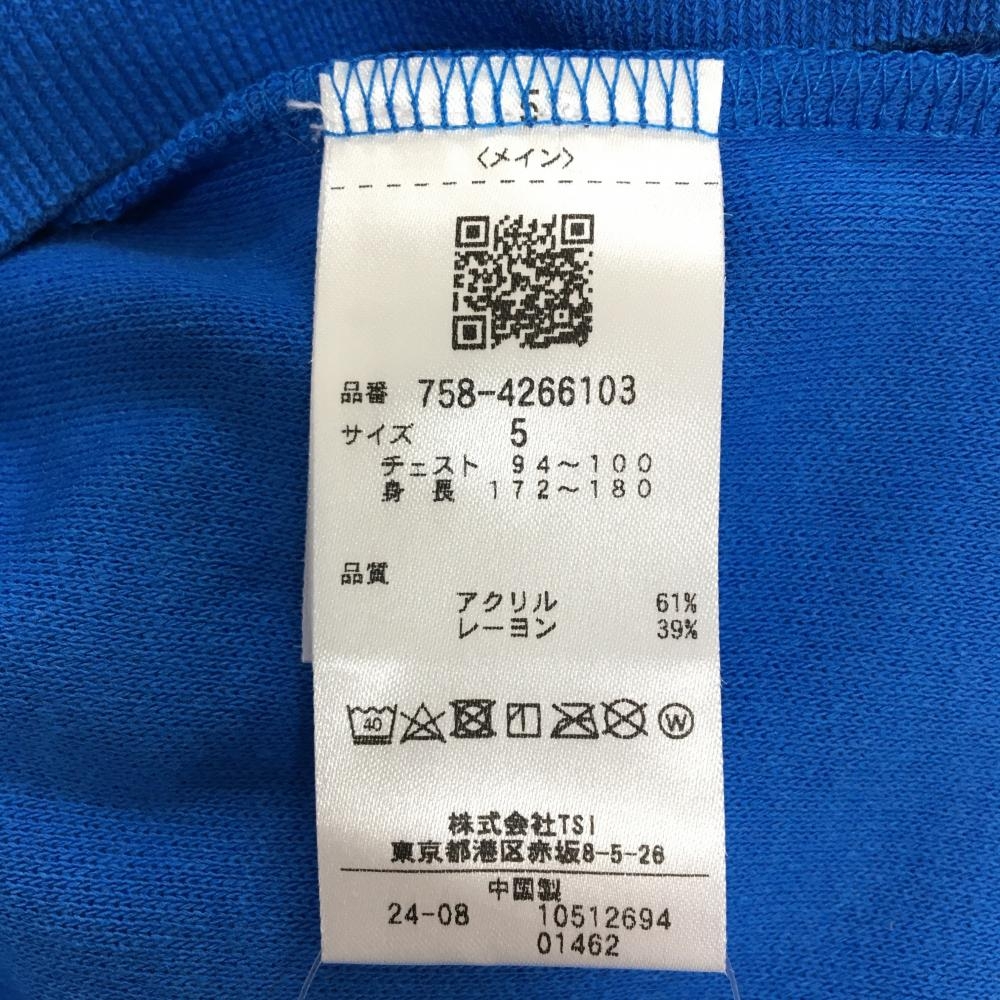 5
〈メイン〉
品番 758-4266103
サイズ 5
チェスト 94～100
身長 172～180
品質
アクリル 61%
レーヨン 39%
40
W
株式会社TSI
東京都港区赤坂8-5-26
中国製
24-08 10512694
01462